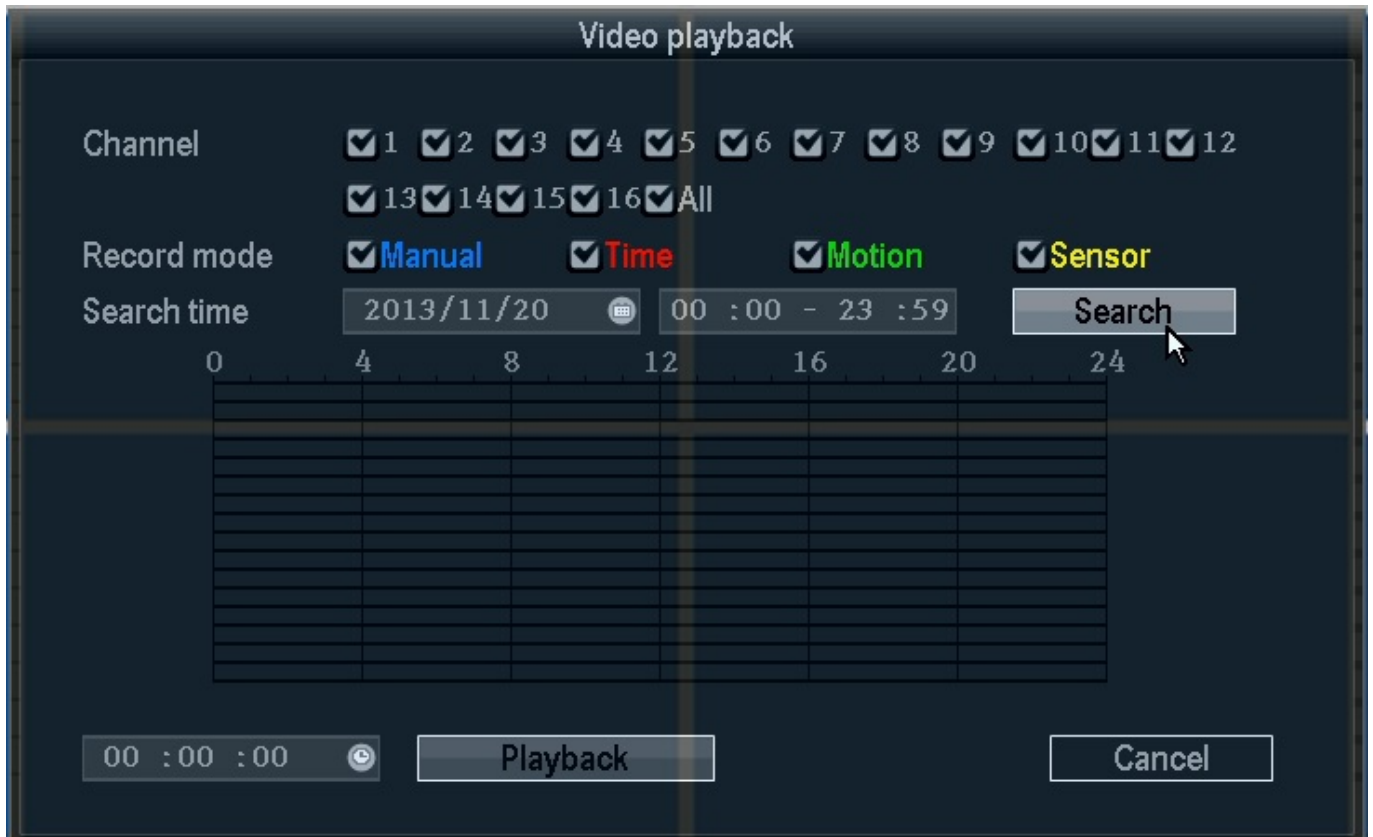 Video playback
Channel 1 2 3 4 5 6 7 8 9 10 11 12
13 14 15 16 All
Record mode Manual Time Motion Sensor
Search time 2013/11/20 00 :00 - 23 :59 Search
0 4 8 12 16 20 24
00 :00 :00 Playback Cancel